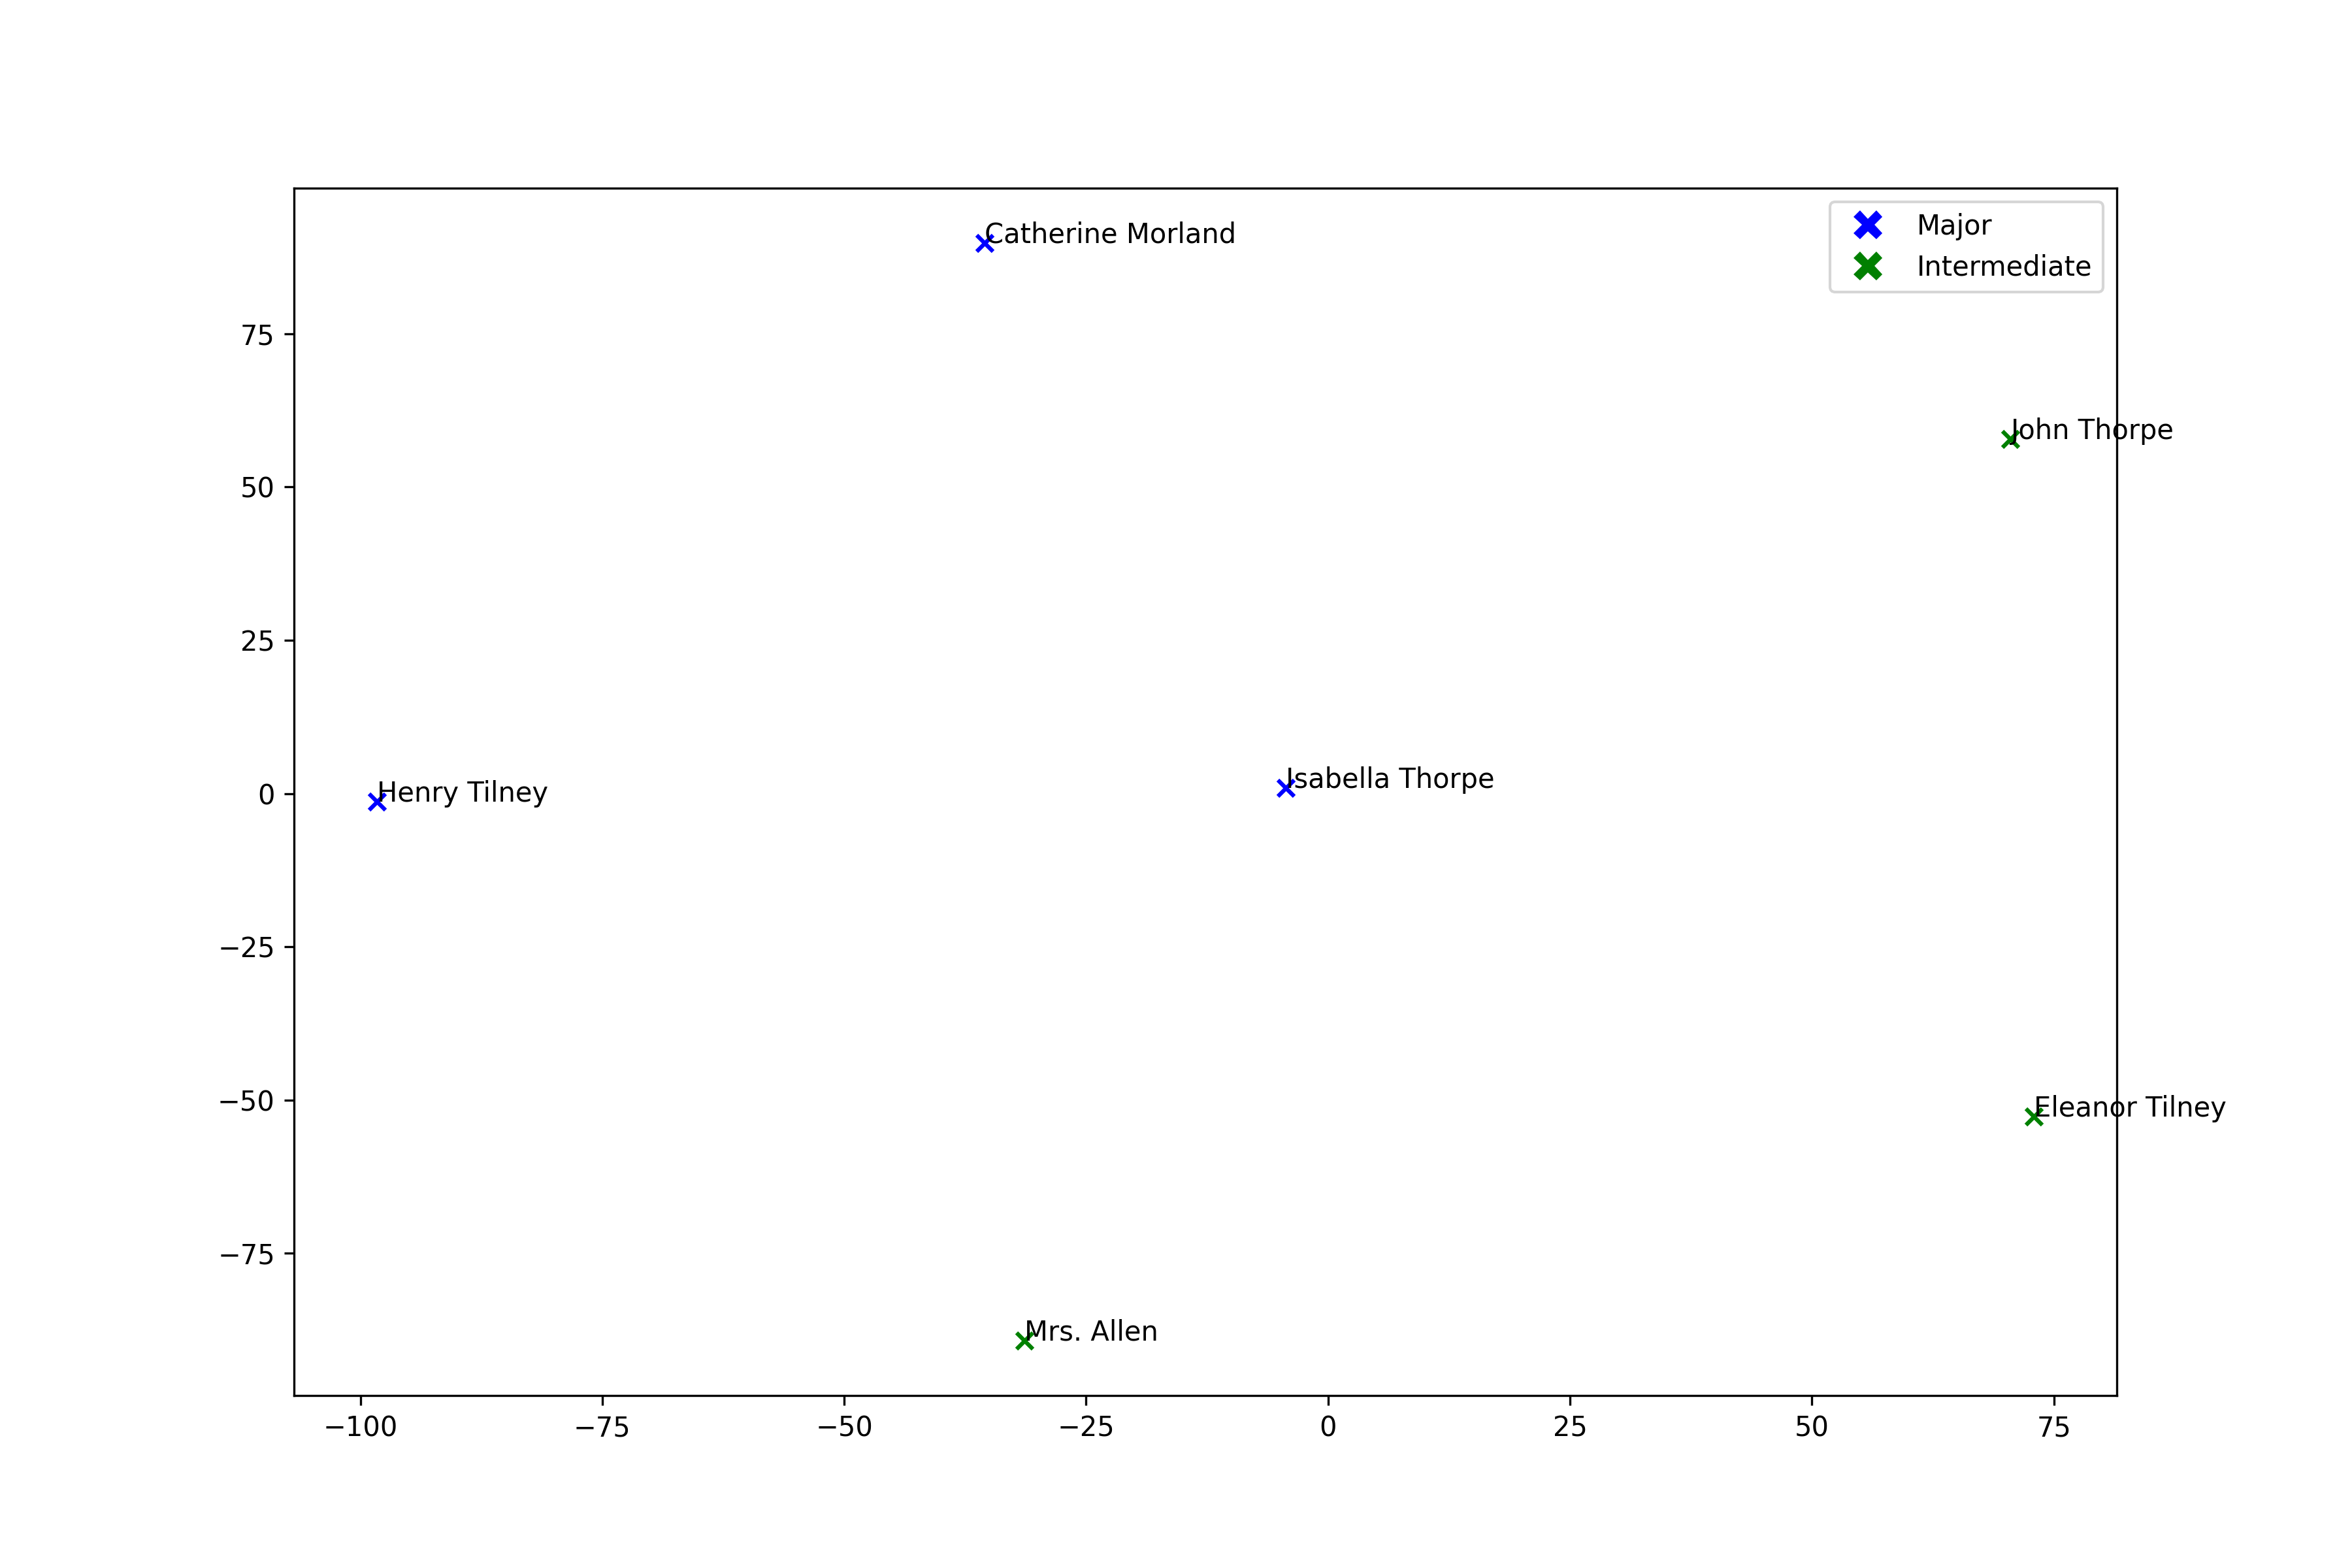 Catherine Morland
Major
Intermediate
75
John Thorpe
50
25
Isabella Thorpe
0
Henry Tilney
−25
−50
Eleanor Tilney
−75
Mrs. Allen
−100 −75 −50 −25 0 25 50 75